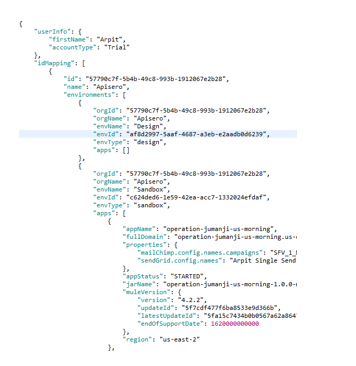 {
"userInfo": {
"firstName": "Arpit",
"accountType": "Trial"
},
"idMapping": [
{
"id": "57790c7f-5b4b-49c8-993b-1912067e2b28",
"name": "Apisero",
"environments": [
{
"orgId": "57790c7f-5b4b-49c8-993b-1912067e2b28",
"orgName": "Apisero",
"envName": "Design",
"envId": "af8d2997-5aaf-4687-a3eb-e2aadb0d6239",
"envType": "design",
"apps": []
},
{
"orgId": "57790c7f-5b4b-49c8-993b-1912067e2b28",
"orgName": "Apisero",
"envName": "Sandbox",
"envId": "c624ded6-1e59-42ea-acc7-1332024efdaf",
"envType": "sandbox",
"apps": [
{
"appName": "operation-jumanji-us-morning",
"fullDomain": "operation-jumanji-us-morning.us-
"properties": {
"mailChimp.config.names.campaigns": "SFV_1_
"sendGrid.config.names": "Arpit Single Send
},
"appStatus": "STARTED",
"jarName": "operation-jumanji-us-morning-1.0.0-
"muleVersion": {
"version": "4.2.2",
"updateId": "5f7cdf477f6ba8533e9d366b",
"latestUpdateId": "5fa15c7434b0b0567a62a864
"endOfSupportDate": 1620000000000
},
"region": "us-east-2"
},